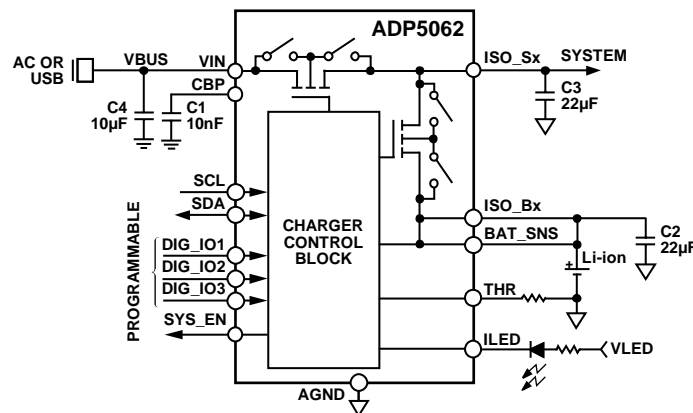 ADP5062
AC OR
USB
VBUS
VIN
CBP
C4
10µF
C1
10nF
ISO_Sx
SYSTEM
C3
22µF
SCL
SDA
PROGRAMMABLE
DIG_IO1
DIG_IO2
DIG_IO3
SYS_EN
CHARGER
CONTROL
BLOCK
ISO_Bx
BAT_SNS
C2
22µF
+
Li-ion
THR
ILED
VLED
AGND